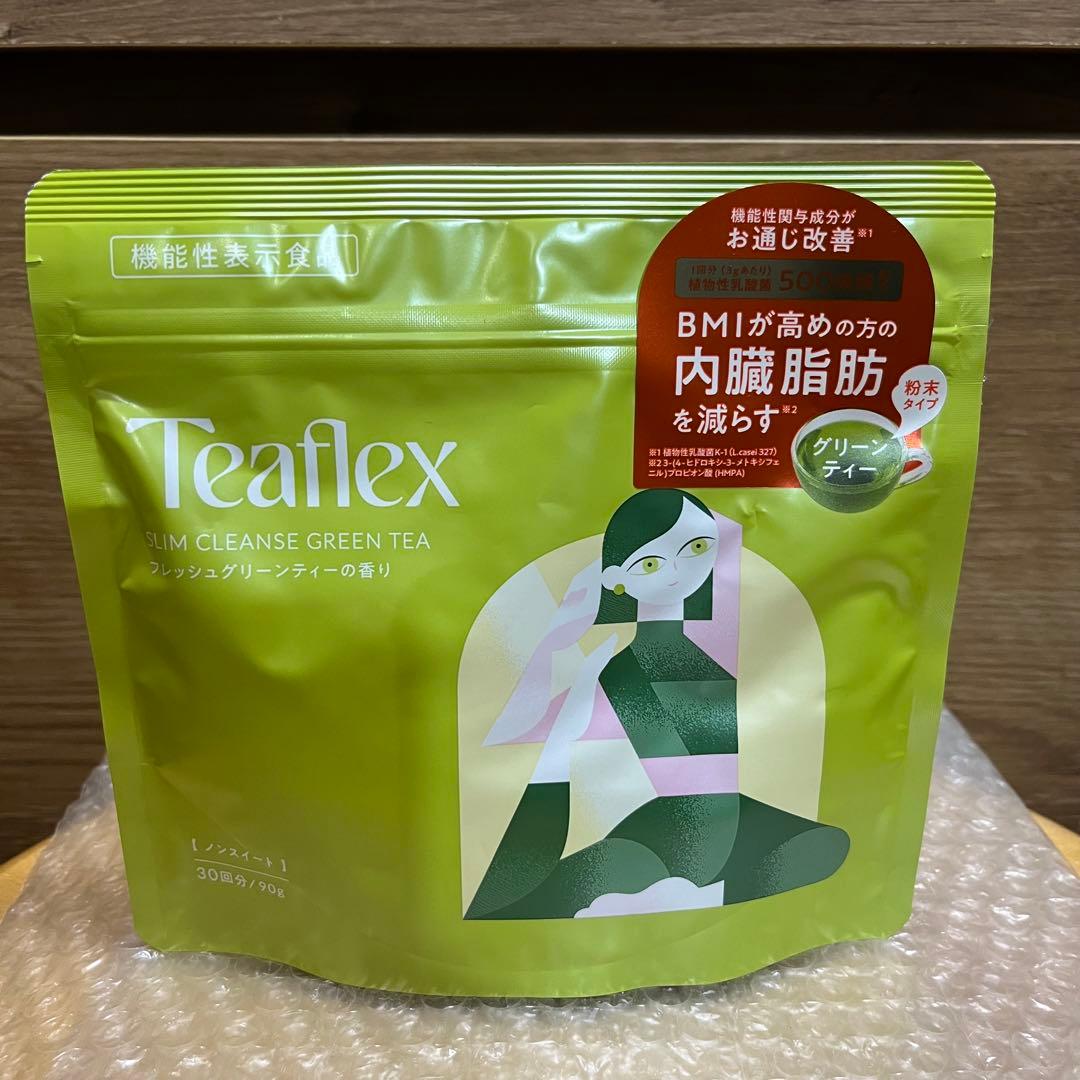 機能性表示食品
機能性関与成分が
お通じ改善※1
1回分(3gあたり)
植物性乳酸菌 500
BMIが高めの方の
内臓脂肪
を減らす※2
粉末
タイプ
グリーン
ティー
※1 植物性乳酸菌K-1(L.casei 327)
※2 3-(4-ヒドロキシ-3-メトキシフェ
ニル)プロピオン酸(HMPA)
Teaflex
SLIM CLEANSE GREEN TEA
フレッシュグリーンティーの香り
【ノンスイート】
30回分/90g